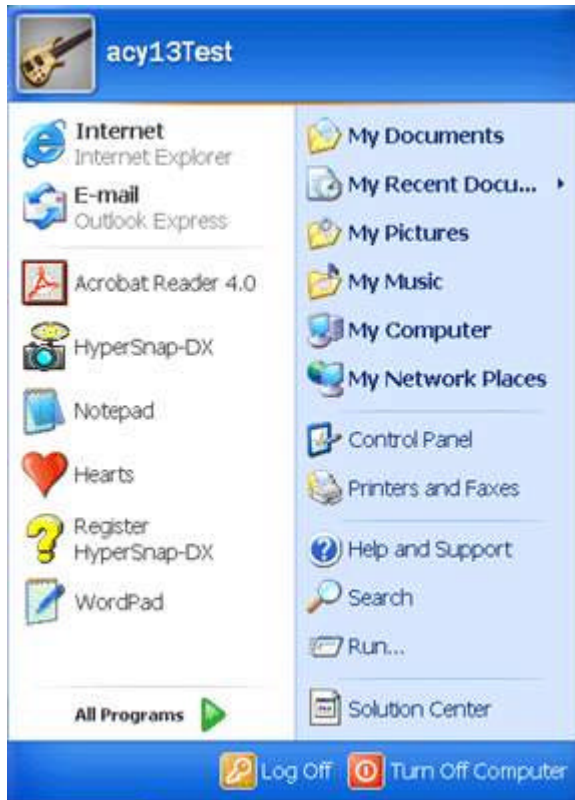 acy13Test
Internet
Internet Explorer
E-mail
Outlook Express
Acrobat Reader 4.0
HyperSnap-DX
Notepad
Hearts
Register
HyperSnap-DX
WordPad
All Programs
My Documents
My Recent Docu...
My Pictures
My Music
My Computer
My Network Places
Control Panel
Printers and Faxes
Help and Support
Search
Run...
Solution Center
Log Off
Turn Off Computer